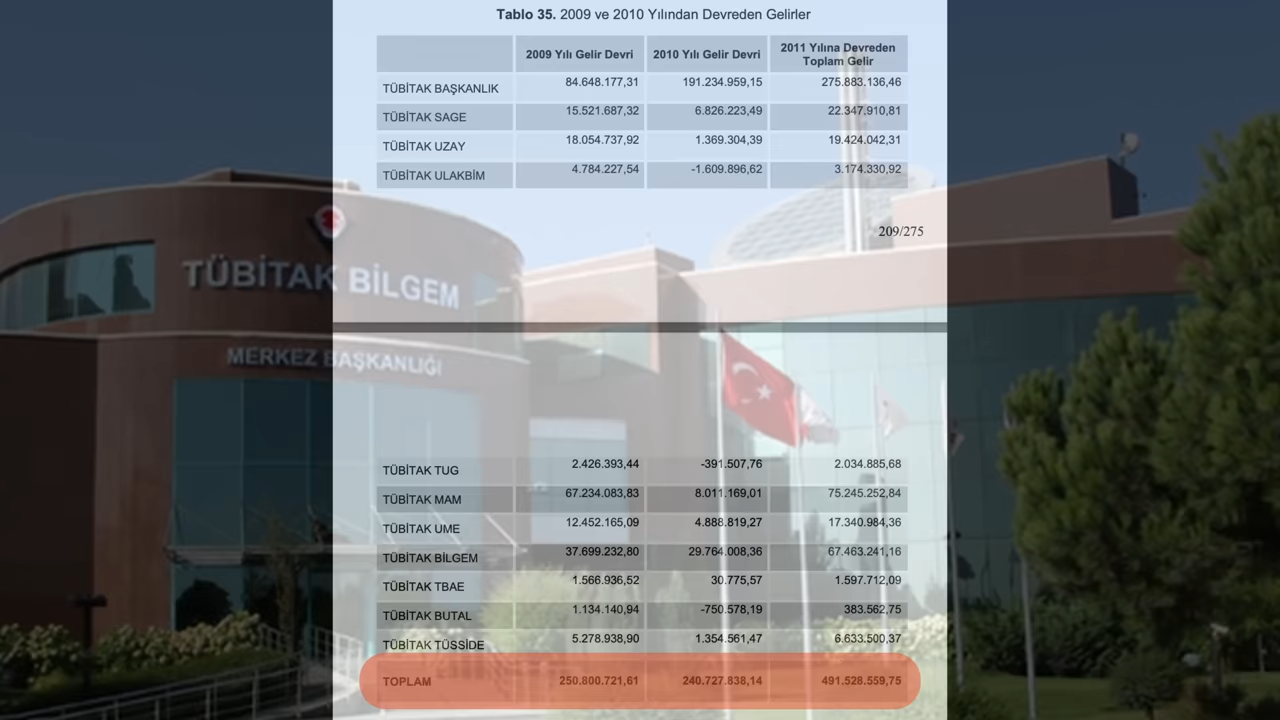 Tablo 35. 2009 ve 2010 Yılından Devreden Gelirler
2009 Yılı Gelir Devri 2010 Yılı Gelir Devri 2011 Yılına Devreden
Toplam Gelir
TÜBİTAK BAŞKANLIK 84.648.177,31 191.234.959,15 275.883.136,46
TÜBİTAK SAGE 15.521.687,32 6.826.223,49 22.347,910,81
TÜBİTAK UZAY 18.054.737,92 1.369.304,39 19.424.042,31
TÜBİTAK ULAKBİM 4.784.227,54 -1.609.896,62 3.174.330,92
209/275
TÜBİTAK BİLGEM
MERKEZ BAŞKANLIĞI
TÜBİTAK TUG 2.426.393,44 -391.507,76 2.034.885,68
TÜBİTAK MAM 67.234.083,83 8.011.169,01 75.245.252,84
TÜBİTAK UME 12.452.165,09 4.888.819,27 17.340.984,36
TÜBİTAK BİLGEM 37.699.232,80 29.764.008,36 67.463.241,16
TÜBİTAK TBAE 1.566.936,52 30.775,57 1.597.712,09
TÜBİTAK BUTAL 1.134.140,94 -750.578,19 383.562,75
TÜBİTAK TÜSSİDE 5.278.938,90 1.354.561,47 6.633.500,37
TOPLAM 250.800.721,61 240.727.838,14 491.528.559,75